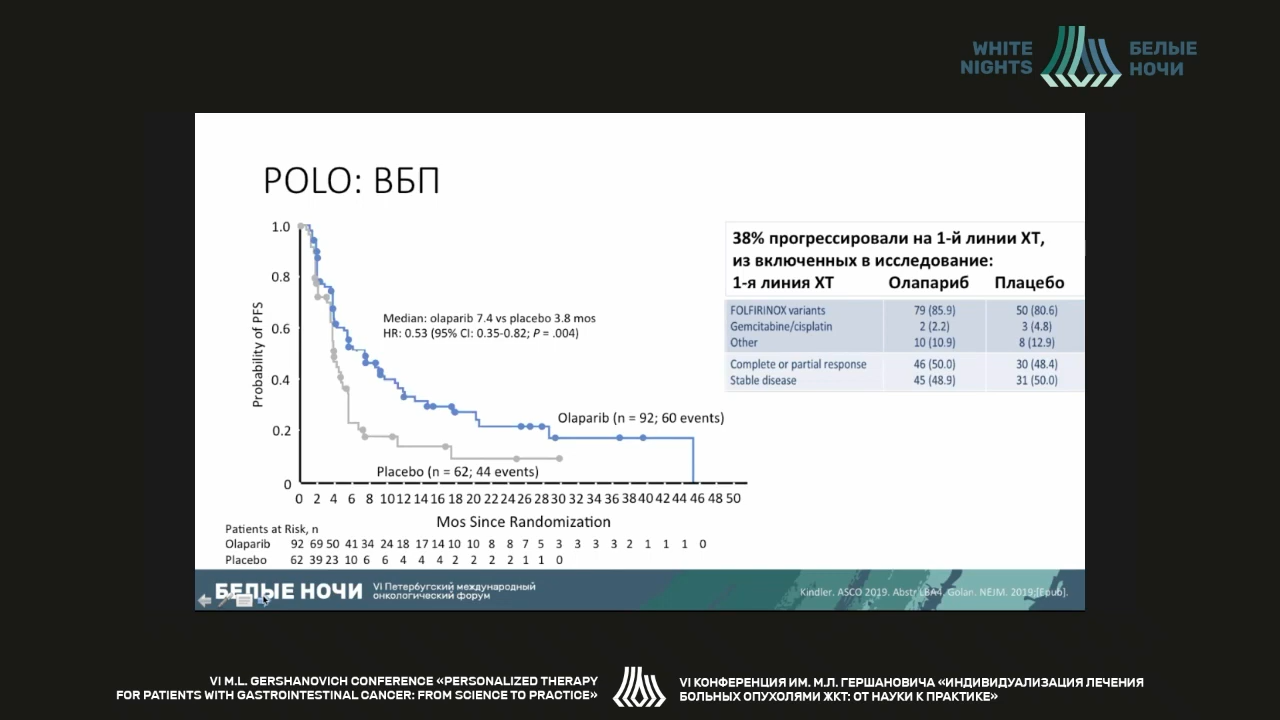 WHITE
NIGHTS
БЕЛЫЕ
НОЧИ
POLO: ВБП
1.0
0.8
0.6
0.4
0.2
0
Probability of PFS
Median: olaparib 7.4 vs placebo 3.8 mos
HR: 0.53 (95% CI: 0.35-0.82; P = .004)
Olaparib (n = 92; 60 events)
Placebo (n = 62; 44 events)
0 2 4 6 8 10 12 14 16 18 20 22 24 26 28 30 32 34 36 38 40 42 44 46 48 50
Mos Since Randomization
Patients at Risk, n
Olaparib 92 69 50 41 34 24 18 17 14 10 10 8 8 7 5 3 3 3 3 2 1 1 1 0
Placebo 62 39 23 10 6 6 4 4 4 2 2 2 2 1 1 0
38% прогрессировали на 1-й линии ХТ,
из включенных в исследование:
1-я линия ХТ Олапариб Плацебо
FOLFIRINOX variants 79 (85.9) 50 (80.6)
Gemcitabine/cisplatin 2 (2.2) 3 (4.8)
Other 10 (10.9) 8 (12.9)
Complete or partial response 46 (50.0) 30 (48.4)
Stable disease 45 (48.9) 31 (50.0)
БЕЛЫЕ НОЧИ
VI Петербургский международный
онкологический форум
Kindler. ASCO 2019. Abstr LBA4. Golan. NEJM. 2019;[Epub].
VI M.L. GERSHANOVICH CONFERENCE «PERSONALIZED THERAPY
FOR PATIENTS WITH GASTROINTESTINAL CANCER: FROM SCIENCE TO PRACTICE»
VI КОНФЕРЕНЦИЯ ИМ. М.Л. ГЕРШАНОВИЧА «ИНДИВИДУАЛИЗАЦИЯ ЛЕЧЕНИЯ
БОЛЬНЫХ ОПУХОЛЯМИ ЖКТ: ОТ НАУКИ К ПРАКТИКЕ»